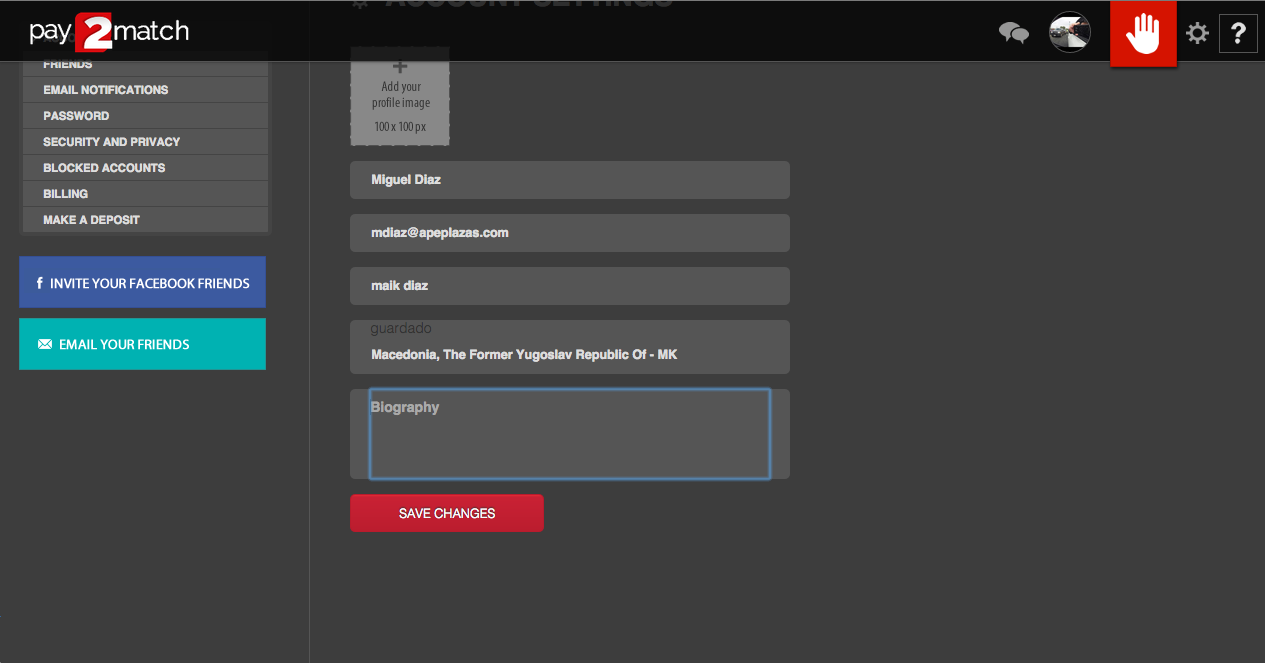 ACCOUNT SETTINGS
pay2match
?
FRIENDS
EMAIL NOTIFICATIONS
PASSWORD
SECURITY AND PRIVACY
BLOCKED ACCOUNTS
BILLING
MAKE A DEPOSIT
f INVITE YOUR FACEBOOK FRIENDS
EMAIL YOUR FRIENDS
+
Add your
profile image
100 x 100 px
Miguel Diaz
mdiaz@apeplazas.com
maik diaz
guardado
Macedonia, The Former Yugoslav Republic Of - MK
Biography
SAVE CHANGES